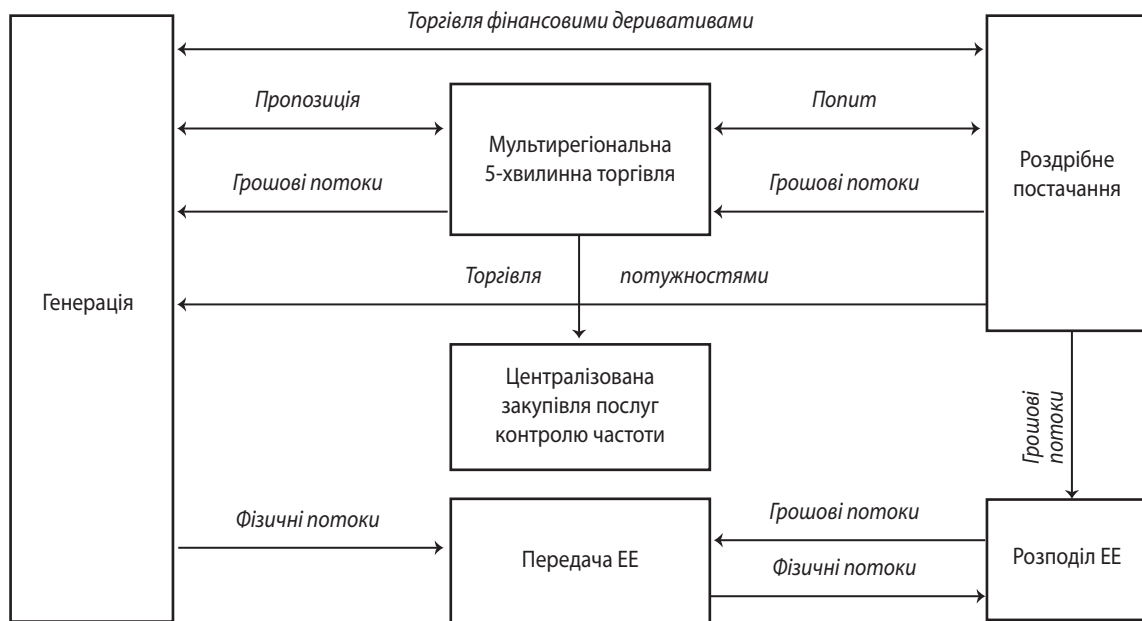 Торгівля фінансовими деривативами
Пропозиція
Попит
Мультирегіональна
5-хвилинна торгівля
Роздрібне
постачання
Грошові потоки
Грошові потоки
Генерація
Торгівля потужностями
Централізована
закупівля послуг
контролю частоти
Грошові
потоки
Фізичні потоки
Грошові потоки
Передача ЕЕ
Розподіл ЕЕ
Фізичні потоки